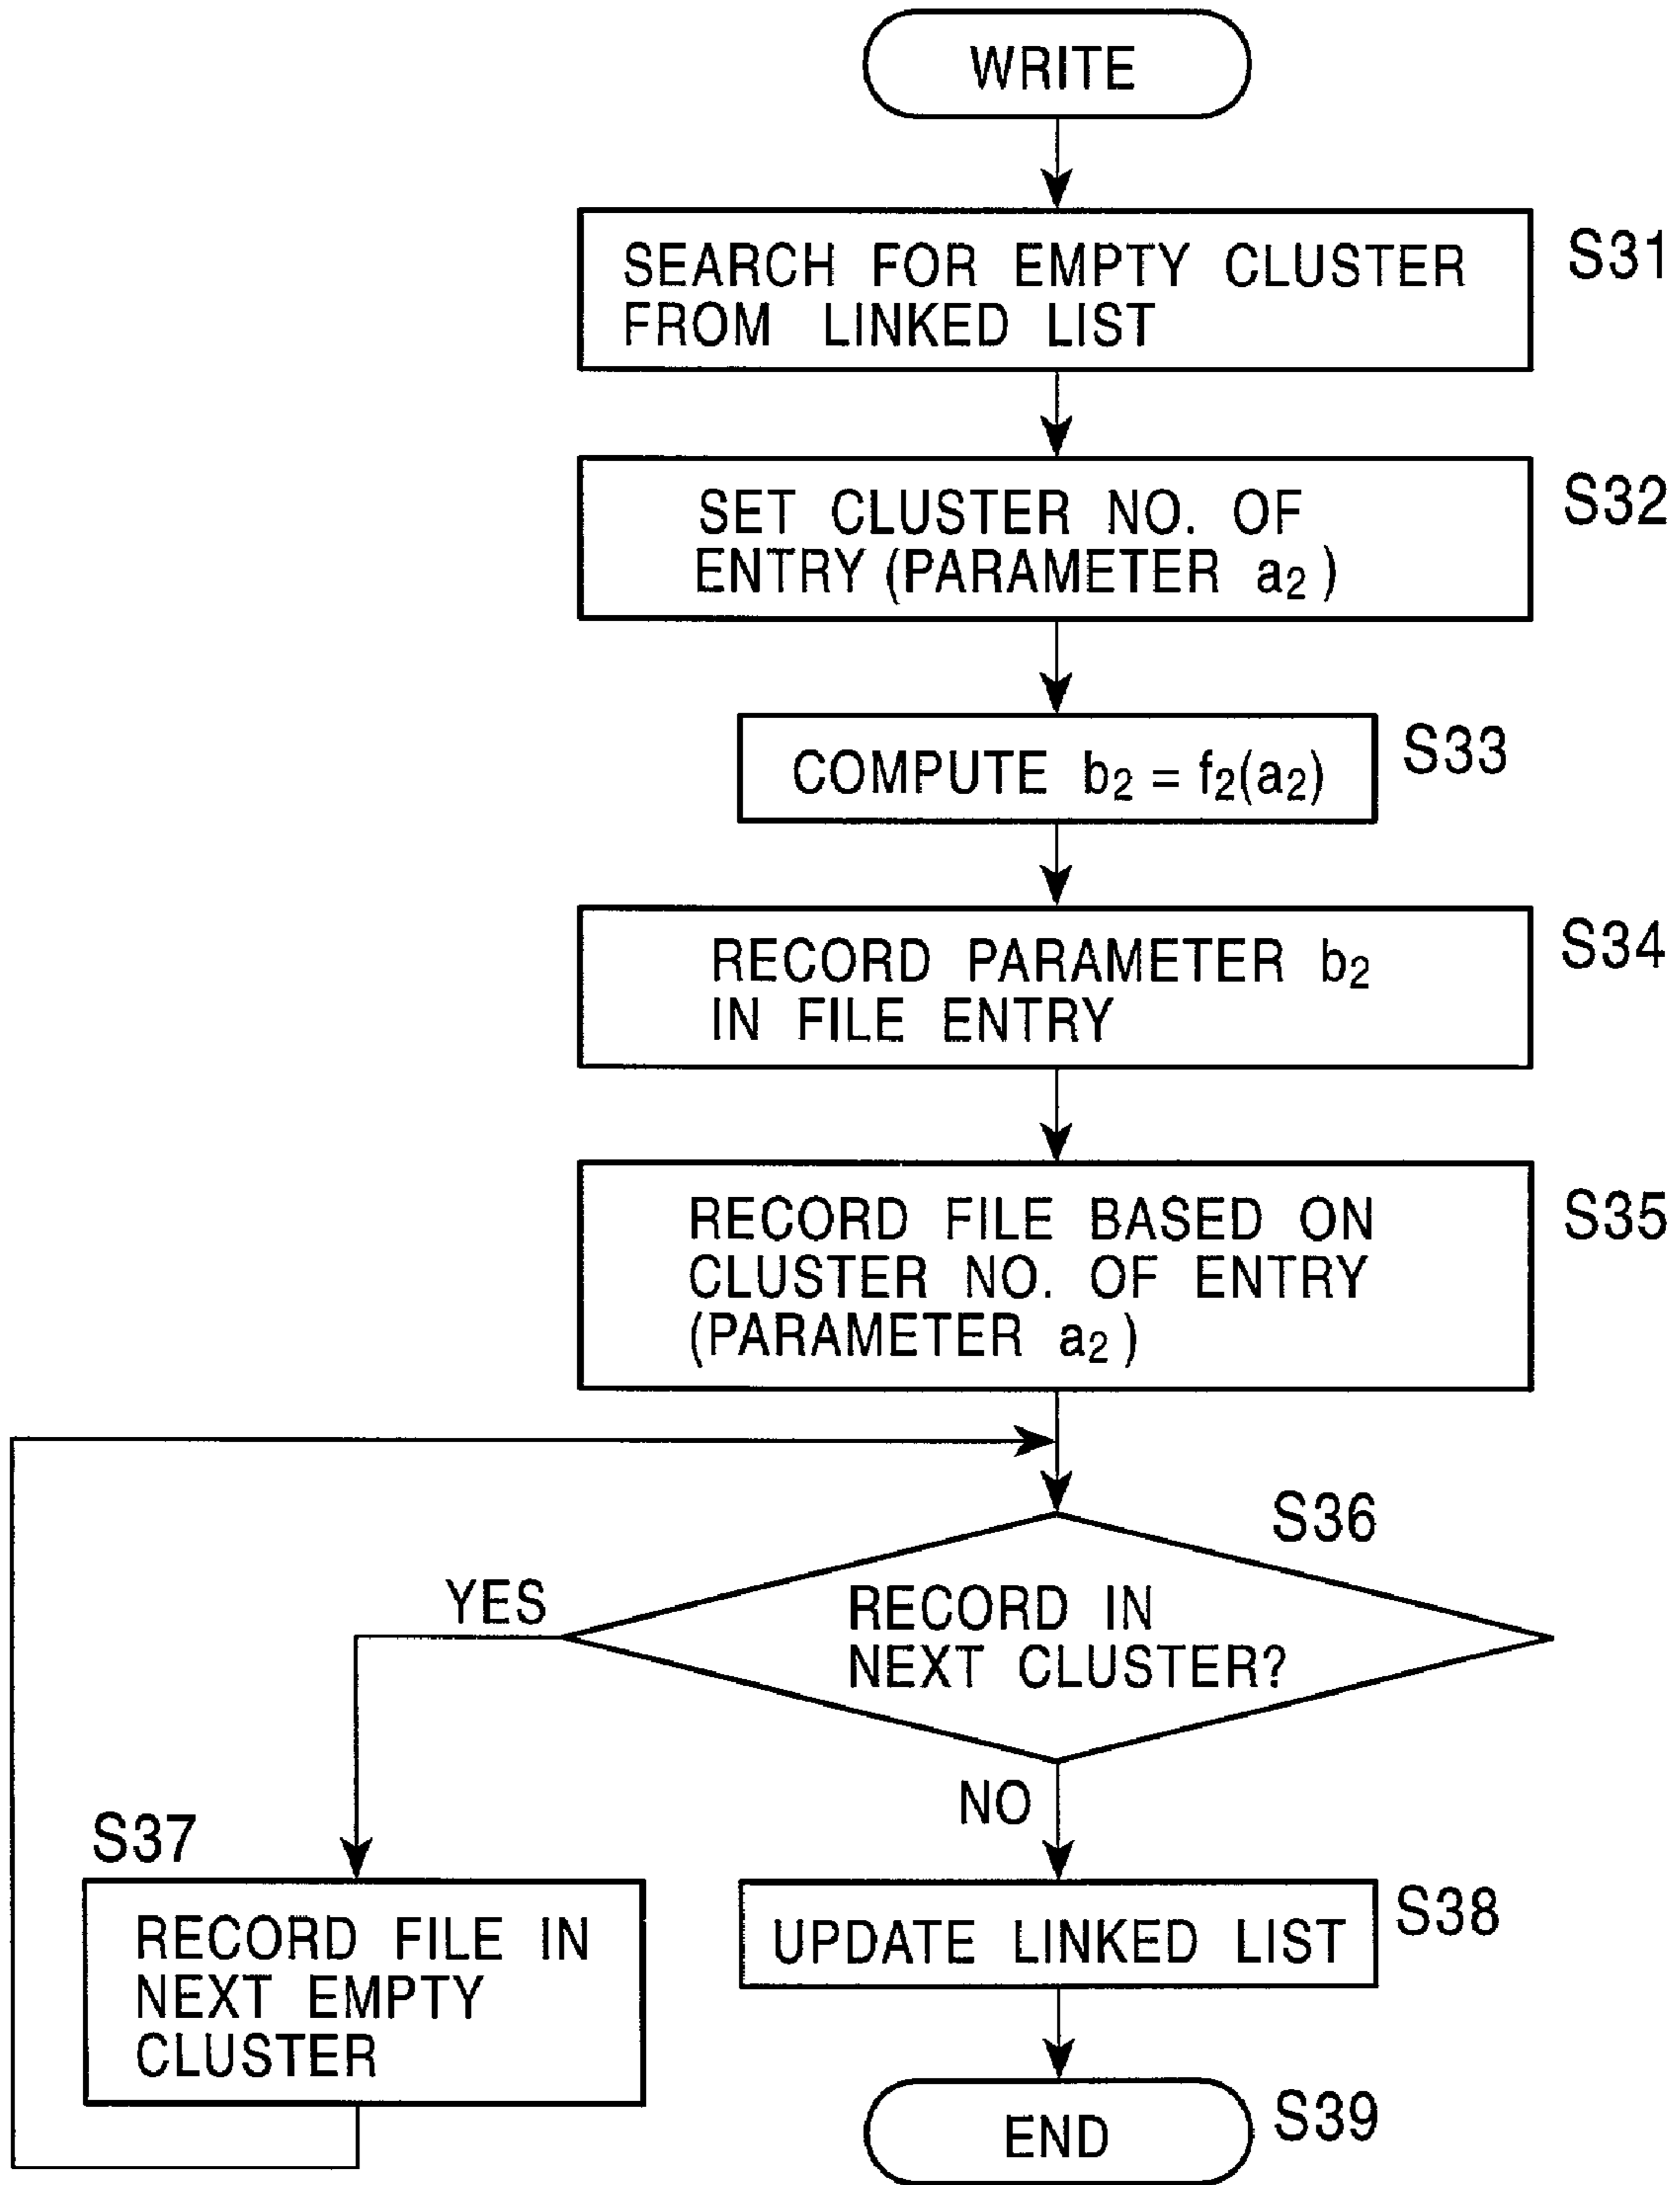 WRITE
SEARCH FOR EMPTY CLUSTER
FROM LINKED LIST
S31
SET CLUSTER NO. OF
ENTRY (PARAMETER a₂)
S32
COMPUTE b₂ = f₂(a₂)
S33
RECORD PARAMETER b₂
IN FILE ENTRY
S34
RECORD FILE BASED ON
CLUSTER NO. OF ENTRY
(PARAMETER a₂)
S35
S36
YES
RECORD IN
NEXT CLUSTER?
NO
S37
RECORD FILE IN
NEXT EMPTY
CLUSTER
UPDATE LINKED LIST
S38
END
S39